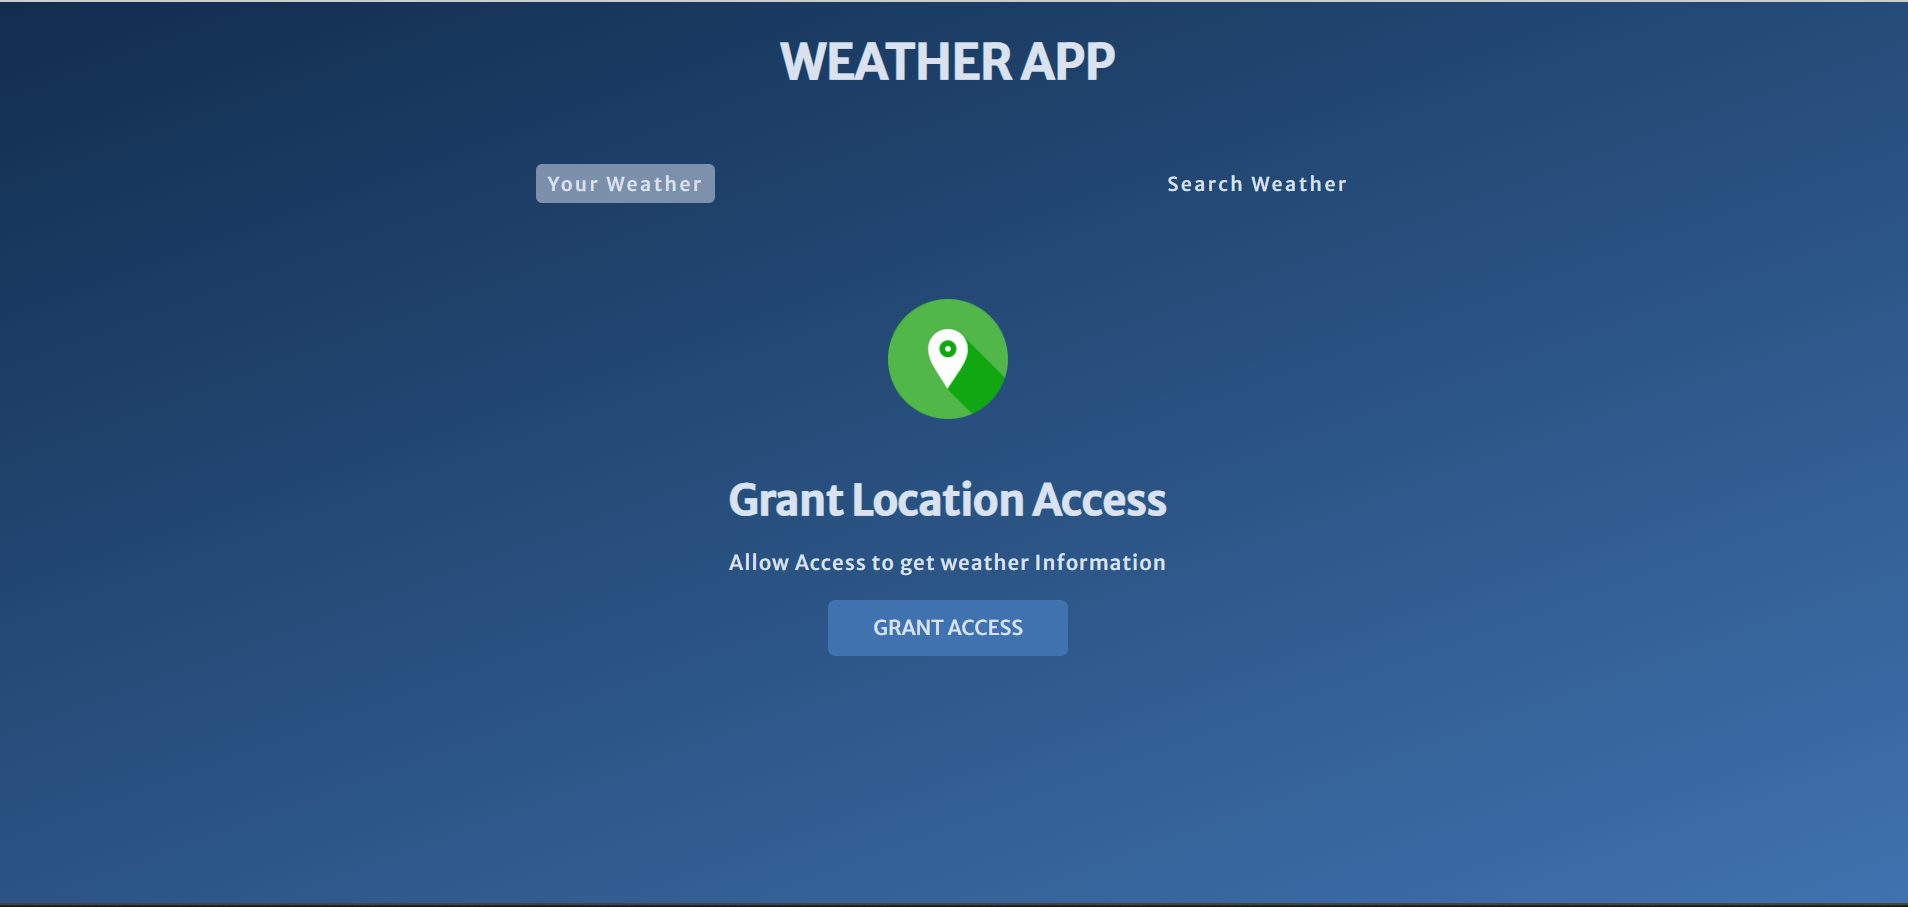 WEATHER APP
Your Weather
Search Weather
Grant Location Access
Allow Access to get weather Information
GRANT ACCESS